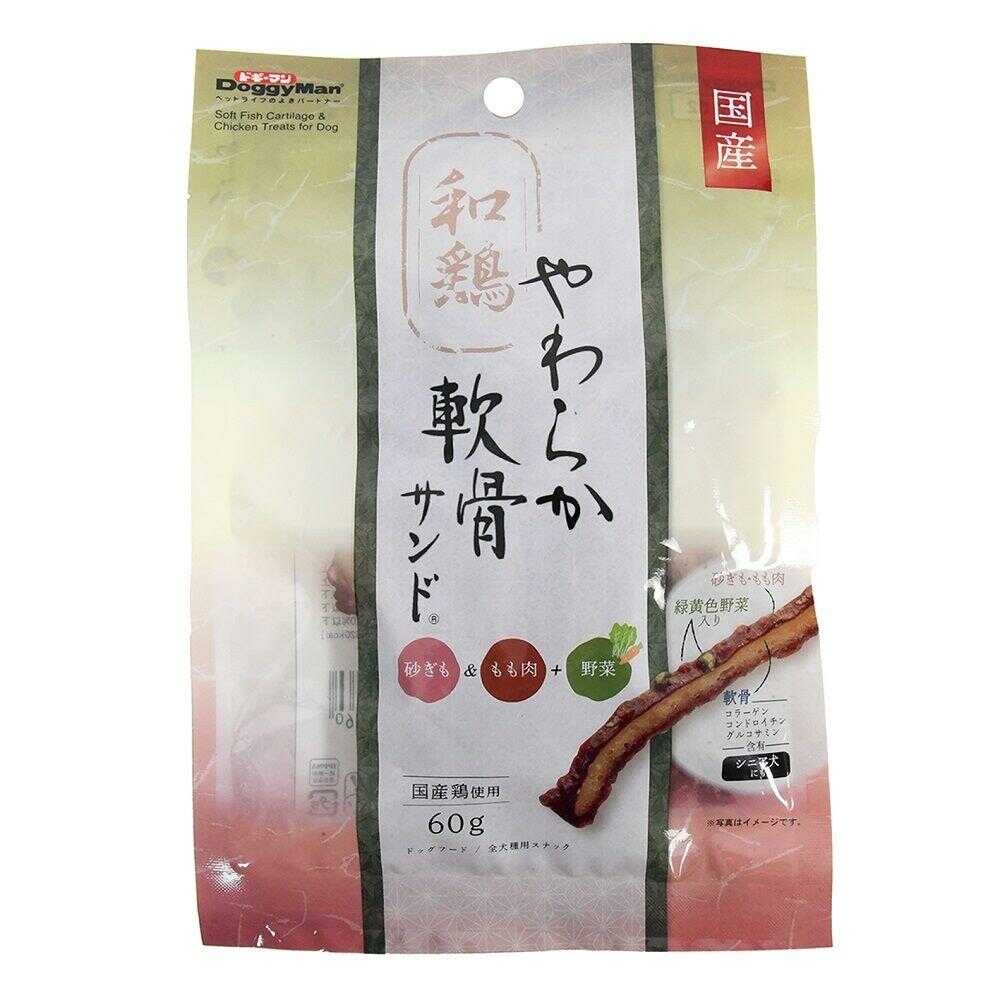 ドギーマン
DoggyMan®
ペットライフのよきパートナー
Soft Fish Cartilage &
Chicken Treats for Dog
国産
和鶏
やわらか
軟骨
サンド®
砂ぎも & もも肉 + 野菜
砂ぎも・もも肉
緑黄色野菜
入り
軟骨
コラーゲン
コンドロイチン
グルコサミン
含有
シニア犬
に
国産鶏使用
60g
ドッグフード / 全犬種用スナック
※写真はイメージです。